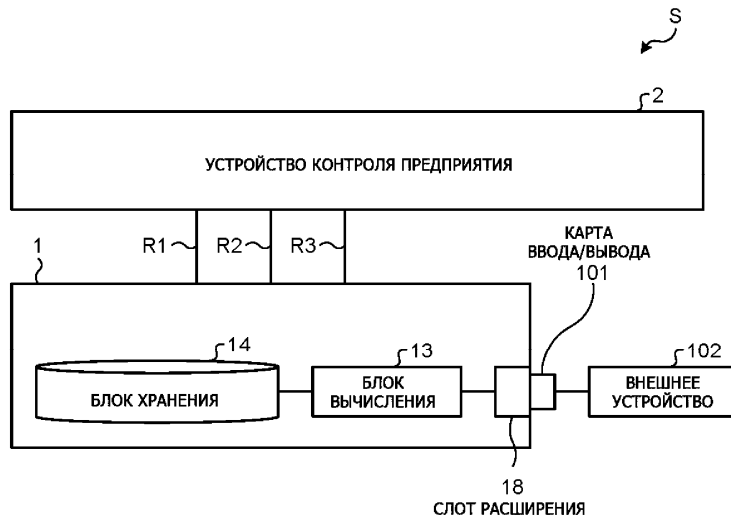 S
2
УСТРОЙСТВО КОНТРОЛЯ ПРЕДПРИЯТИЯ
1
R1
R2
R3
КАРТА
ВВОДА/ВЫВОДА
101
14
13
102
БЛОК ХРАНЕНИЯ
БЛОК
ВЫЧИСЛЕНИЯ
ВНЕШНЕЕ
УСТРОЙСТВО
18
СЛОТ РАСШИРЕНИЯ